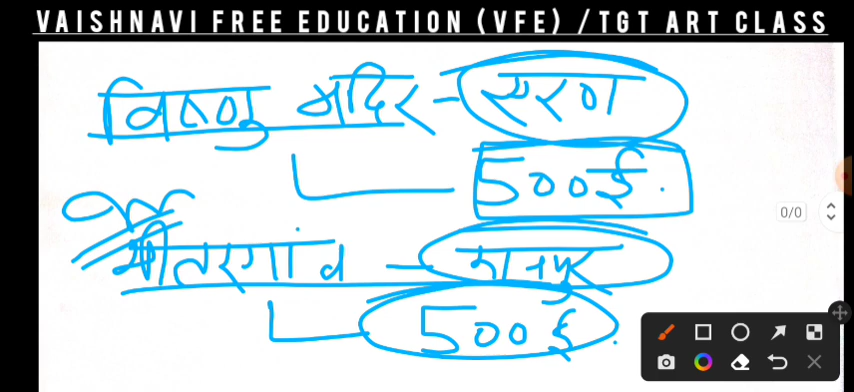 VAISHNAVI FREE EDUCATION (VFE) / TGT ART CLASS
विष्णु मंदिर - एरण
500ई.
0/0
भीतरगांव - कानपुर
500ई.